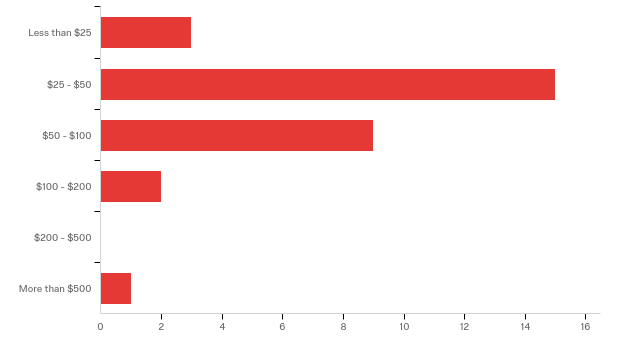 Less than $25
$25 - $50
$50 - $100
$100 - $200
$200 - $500
More than $500
0 2 4 6 8 10 12 14 16